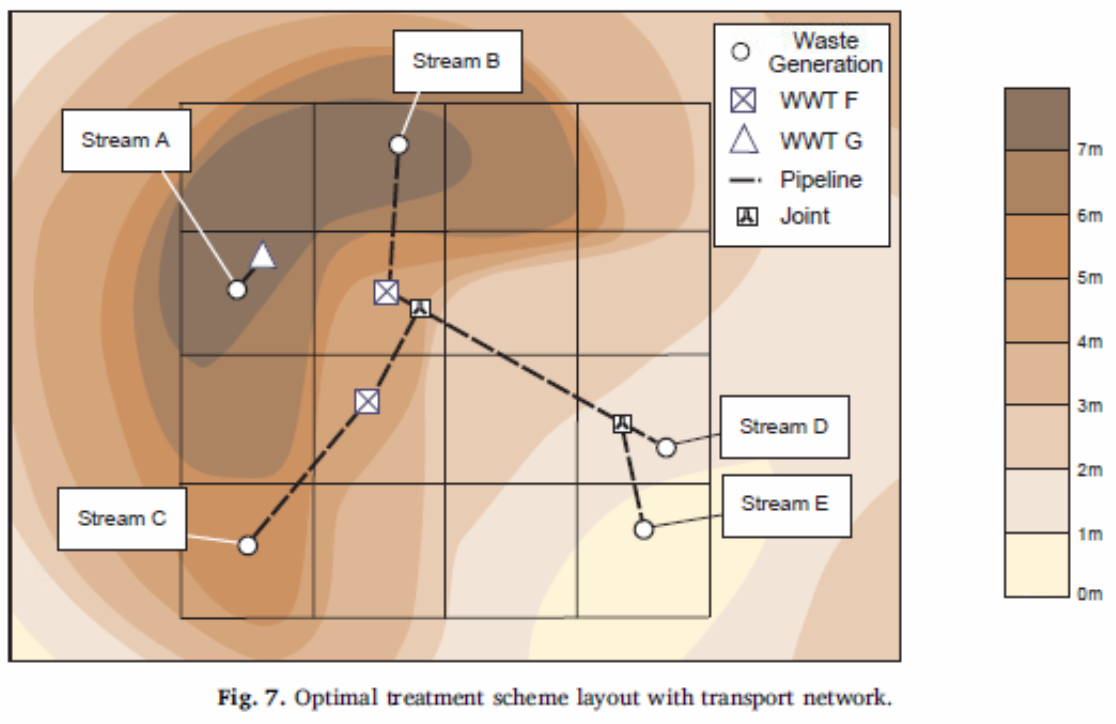 Stream B
Waste
Generation
WWT F
WWT G
Pipeline
Joint
Stream A
7m
6m
5m
4m
3m
2m
1m
0m
Stream D
Stream E
Stream C
Fig. 7. Optimal treatment scheme layout with transport network.